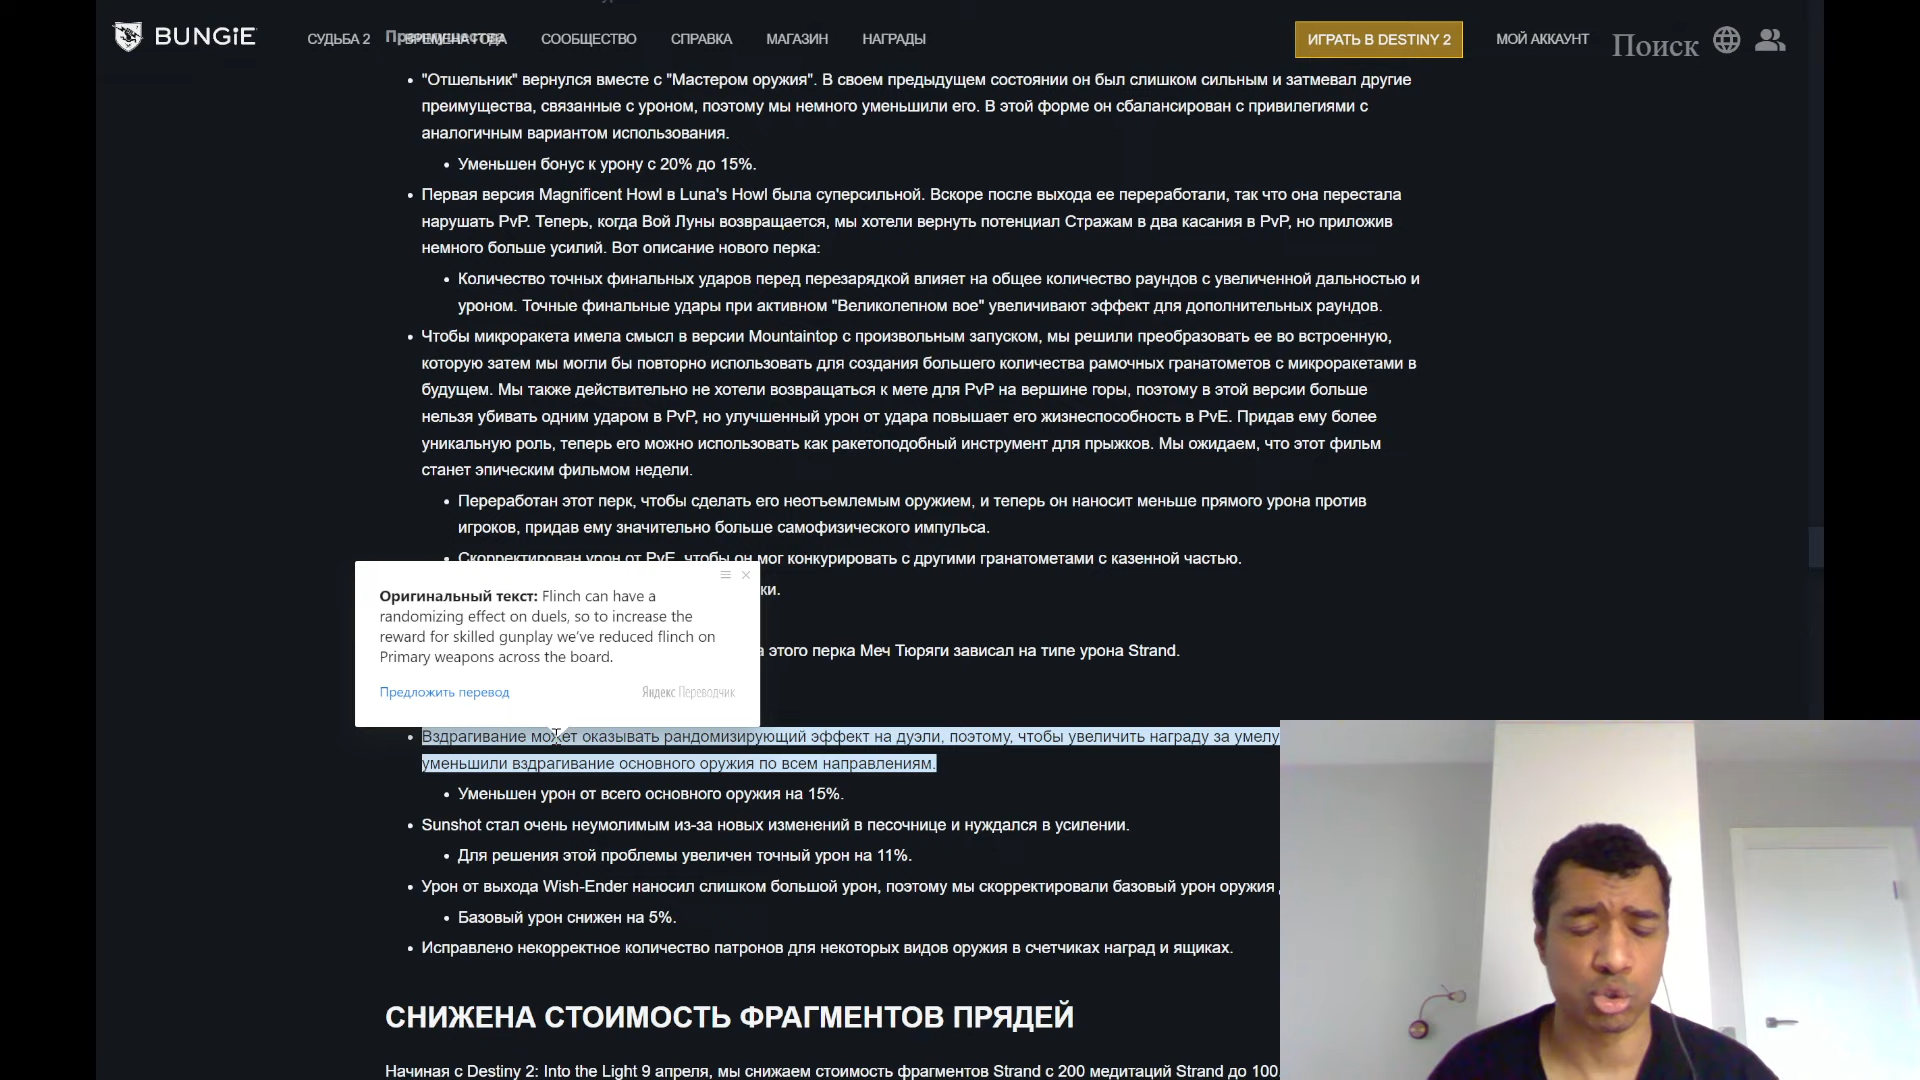 BUNGiE
СУДЬБА 2
ВРЕМЕНА ГОДА
СООБЩЕСТВО
СПРАВКА
МАГАЗИН
НАГРАДЫ
ИГРАТЬ В DESTINY 2
МОЙ АККАУНТ
Поиск
"Отшельник" вернулся вместе с "Мастером оружия". В своем предыдущем состоянии он был слишком сильным и затмевал другие
преимущества, связанные с уроном, поэтому мы немного уменьшили его. В этой форме он сбалансирован с привилегиями с
аналогичным вариантом использования.
Уменьшен бонус к урону с 20% до 15%.
Первая версия Magnificent Howl в Luna's Howl была суперсильной. Вскоре после выхода ее переработали, так что она перестала
нарушать PvP. Теперь, когда Вой Луны возвращается, мы хотели вернуть потенциал Стражам в два касания в PvP, но приложив
немного больше усилий. Вот описание нового перка:
Количество точных финальных ударов перед перезарядкой влияет на общее количество раундов с увеличенной дальностью и
уроном. Точные финальные удары при активном "Великолепном вое" увеличивают эффект для дополнительных раундов.
Чтобы микроракета имела смысл в версии Mountaintop с произвольным запуском, мы решили преобразовать ее во встроенную,
которую затем мы могли бы повторно использовать для создания большего количества рамочных гранатометов с микроракетами в
будущем. Мы также действительно не хотели возвращаться к мете для PvP на вершине горы, поэтому в этой версии больше
нельзя убивать одним ударом в PvP, но улучшенный урон от удара повышает его жизнеспособность в PvE. Придав ему более
уникальную роль, теперь его можно использовать как ракетоподобный инструмент для прыжков. Мы ожидаем, что этот фильм
станет эпическим фильмом недели.
Переработан этот перк, чтобы сделать его неотъемлемым оружием, и теперь он наносит меньше прямого урона против
игроков, придав ему значительно больше самофизического импульса.
Скорректирован урон от PvE, чтобы он мог конкурировать с другими гранатометами с казенной частью.
ки.
Оригинальный текст: Flinch can have a
randomizing effect on duels, so to increase the
reward for skilled gunplay we've reduced flinch on
Primary weapons across the board.
Предложить перевод
Яндекс Переводчик
а этого перка Меч Тюряги зависал на типе урона Strand.
Вздрагивание может оказывать рандомизирующий эффект на дуэли, поэтому, чтобы увеличить награду за умелу
уменьшили вздрагивание основного оружия по всем направлениям.
Уменьшен урон от всего основного оружия на 15%.
Sunshot стал очень неумолимым из-за новых изменений в песочнице и нуждался в усилении.
Для решения этой проблемы увеличен точный урон на 11%.
Урон от выхода Wish-Ender наносил слишком большой урон, поэтому мы скорректировали базовый урон оружия
Базовый урон снижен на 5%.
Исправлено некорректное количество патронов для некоторых видов оружия в счетчиках наград и ящиках.
СНИЖЕНА СТОИМОСТЬ ФРАГМЕНТОВ ПРЯДЕЙ
Начиная с Destiny 2: Into the Light 9 апреля, мы снижаем стоимость фрагментов Strand с 200 медитаций Strand до 100.